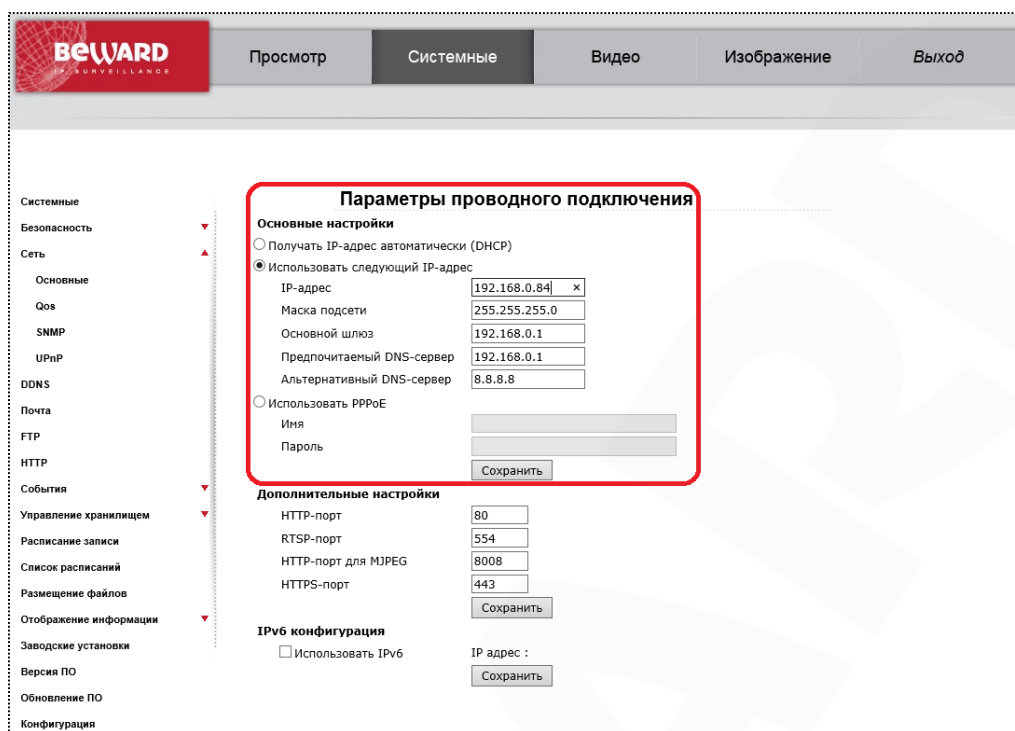 BEWARD
IP SURVEILLANCE
Просмотр
Системные
Видео
Изображение
Выход
Системные
Безопасность
Сеть
Основные
Qos
SNMP
UPnP
DDNS
Почта
FTP
HTTP
События
Управление хранилищем
Расписание записи
Список расписаний
Размещение файлов
Отображение информации
Заводские установки
Версия ПО
Обновление ПО
Конфигурация
Параметры проводного подключения
Основные настройки
Получать IP-адрес автоматически (DHCP)
Использовать следующий IP-адрес
IP-адрес 192.168.0.84 ×
Маска подсети 255.255.255.0
Основной шлюз 192.168.0.1
Предпочитаемый DNS-сервер 192.168.0.1
Альтернативный DNS-сервер 8.8.8.8
Использовать PPPoE
Имя
Пароль
Сохранить
Дополнительные настройки
HTTP-порт 80
RTSP-порт 554
HTTP-порт для MJPEG 8008
HTTPS-порт 443
Сохранить
IPv6 конфигурация
Использовать IPv6 IP адрес :
Сохранить